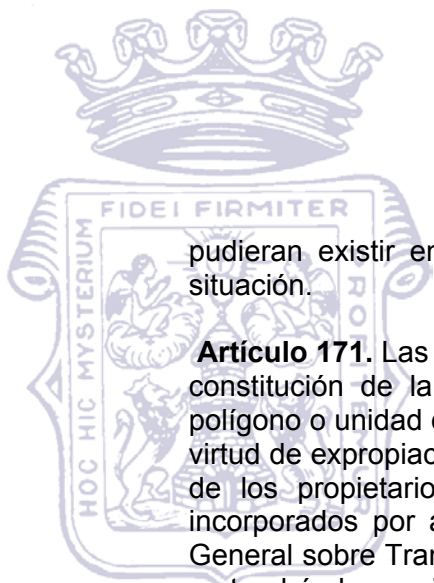 FIDEI FIRMITER
HOC HIC MYSTERIUM
pudieran existir en
situación.
Artículo 171. Las
constitución de la
polígono o unidad
virtud de expropiac
de los propietario
incorporados por a
General sobre Tran